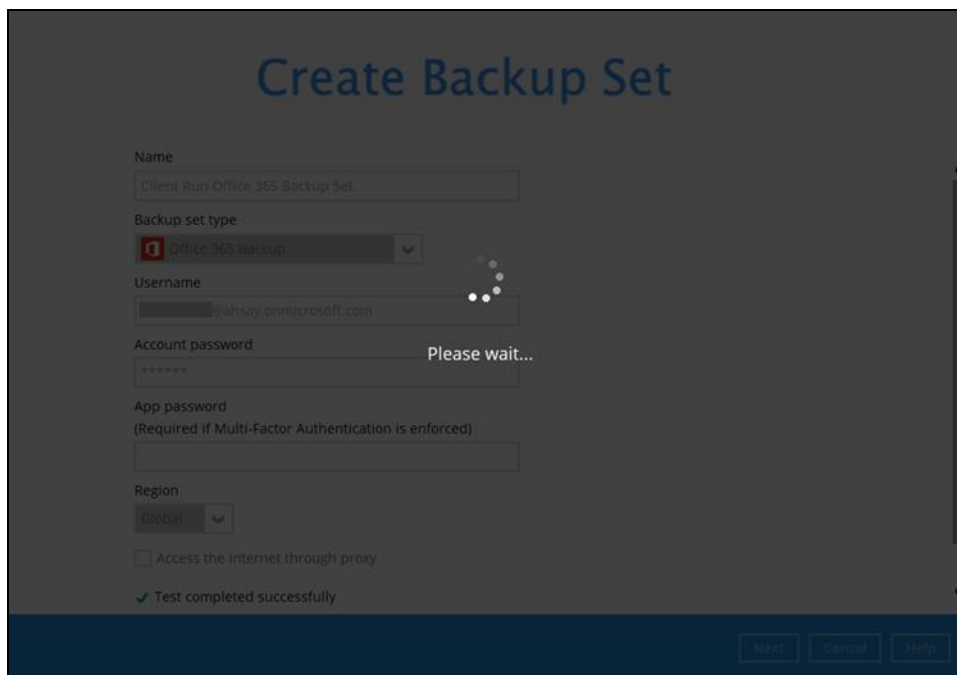 Create Backup Set
Name
Client Run Office 365 Backup Set
Backup set type
Office 365 Backup
Username
@ahsay.onmicrosoft.com
Account password
******
Please wait...
App password
(Required if Multi-Factor Authentication is enforced)
Region
Global
Access the Internet through proxy
Test completed successfully
Next Cancel Help